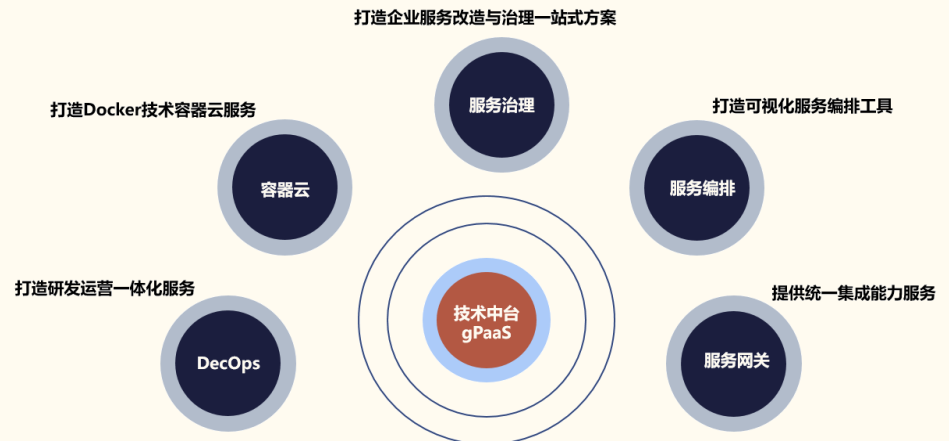 打造企业服务改造与治理一站式方案
服务治理
打造Docker技术容器云服务
容器云
打造可视化服务编排工具
服务编排
打造研发运营一体化服务
DecOps
技术中台
gPaaS
提供统一集成能力服务
服务网关